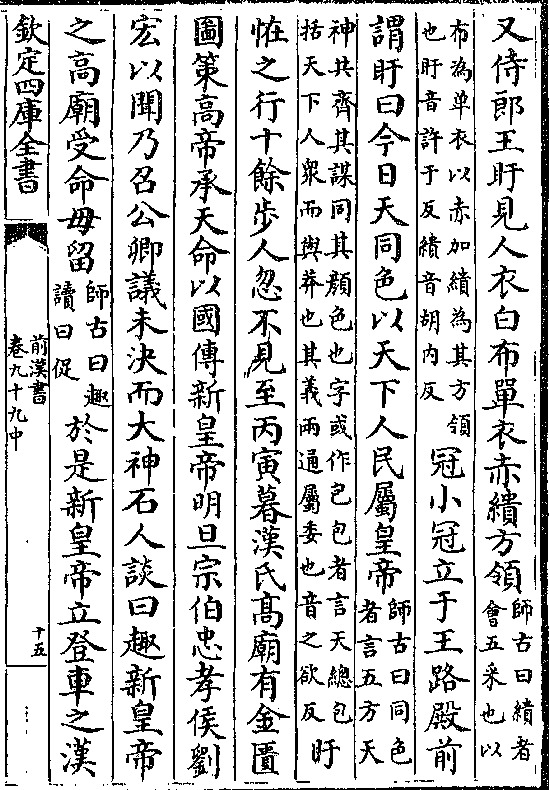 又侍郎王盱見人衣白布單衣赤繢方領
師古曰繢者
會五采也以
布為单衣以赤加繢為其方領
也盱音許于反繢音胡内反
冠小冠立于王路殿前
謂盱曰今日天同色以天下人民屬皇帝
師古曰同色
者言五方天
神共齊其謀同其顔色也字或作包包者言天總包
括天下人衆而與莽也其義兩通屬委也音之欲反
盱
恠之行十餘步人忽不見至丙寅暮漢氏髙廟有金匱
圖策高帝承天命以國傳新皇帝明旦宗伯忠孝侯劉
宏以聞乃召公卿議未決而大神石人談曰趣新皇帝
之高廟受命毋留
師古曰趣
讀曰促
於是新皇帝立登車之漢
欽定四庫全書
前漢書
卷九十九中
十五